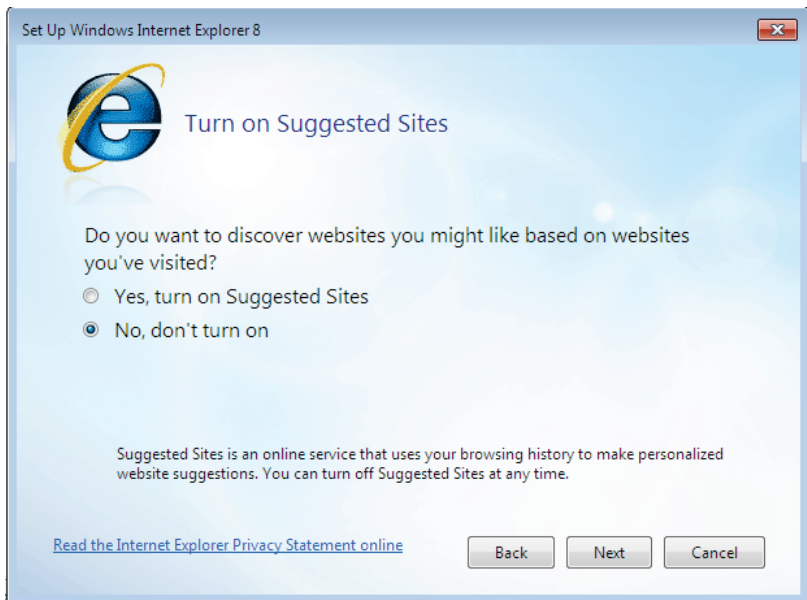 Set Up Windows Internet Explorer 8
Turn on Suggested Sites
Do you want to discover websites you might like based on websites
you've visited?
Yes, turn on Suggested Sites
No, don't turn on
Suggested Sites is an online service that uses your browsing history to make personalized
website suggestions. You can turn off Suggested Sites at any time.
Read the Internet Explorer Privacy Statement online
Back Next Cancel